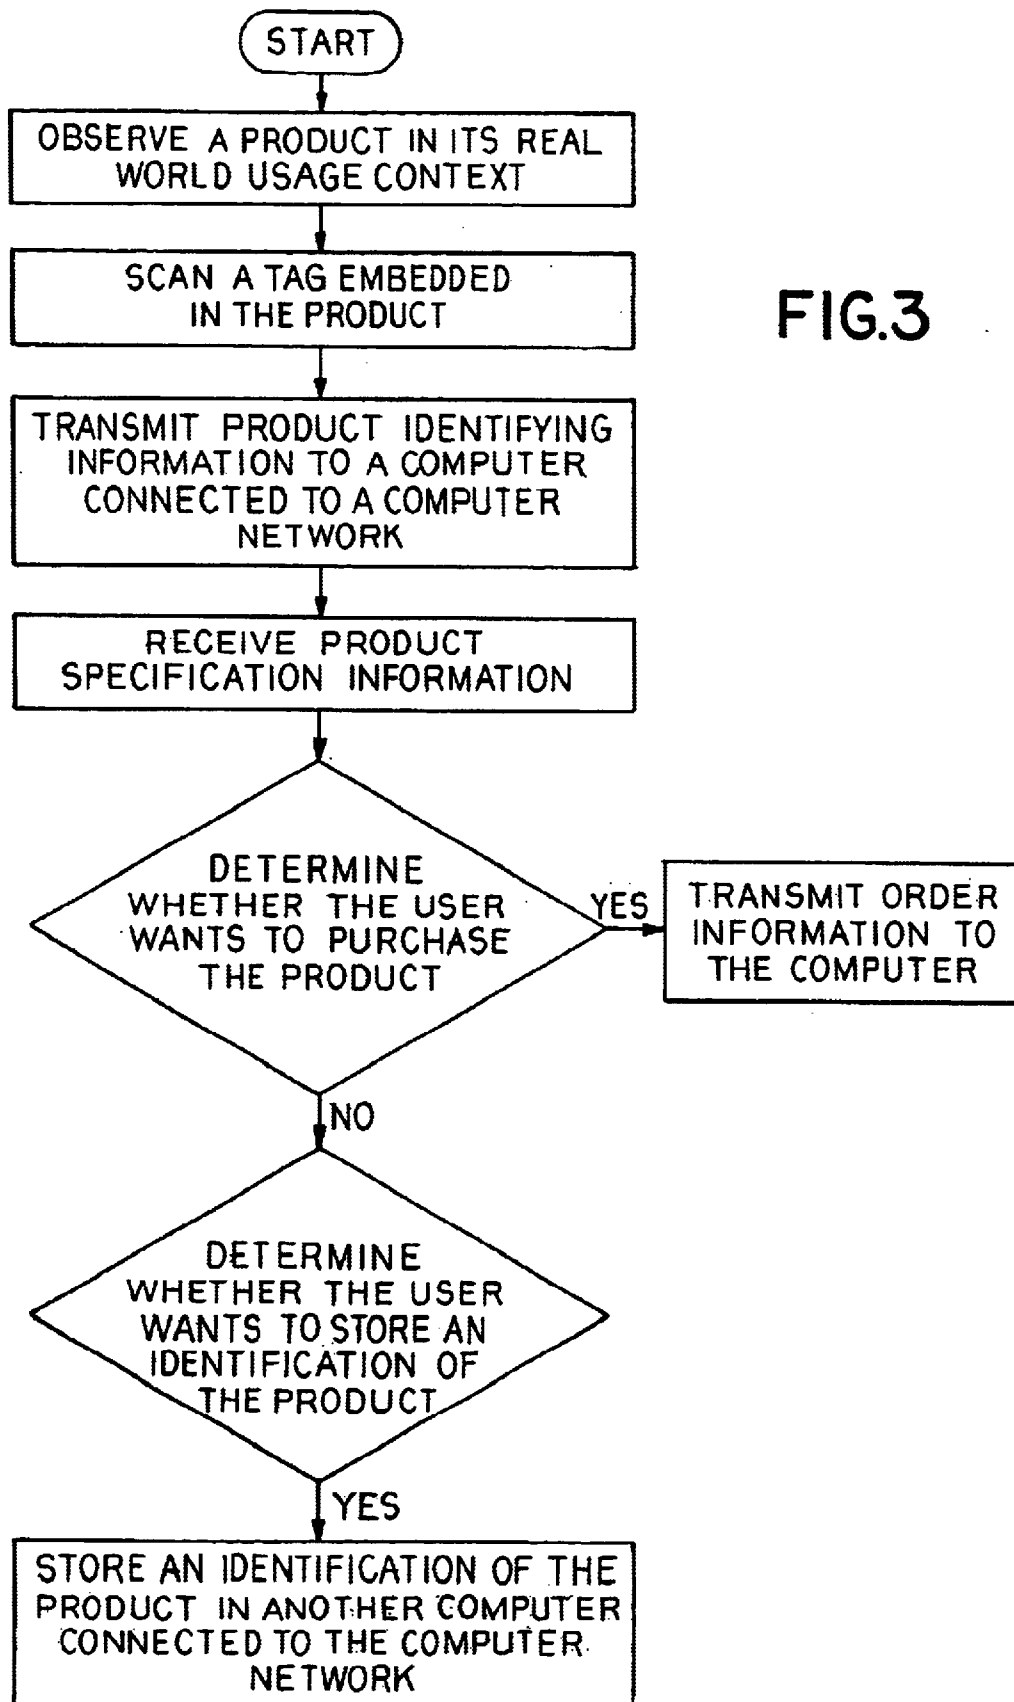 START
OBSERVE A PRODUCT IN ITS REAL
WORLD USAGE CONTEXT
SCAN A TAG EMBEDDED
IN THE PRODUCT
FIG.3
TRANSMIT PRODUCT IDENTIFYING
INFORMATION TO A COMPUTER
CONNECTED TO A COMPUTER
NETWORK
RECEIVE PRODUCT
SPECIFICATION INFORMATION
DETERMINE
WHETHER THE USER
WANTS TO PURCHASE
THE PRODUCT
YES
TRANSMIT ORDER
INFORMATION TO
THE COMPUTER
NO
DETERMINE
WHETHER THE USER
WANTS TO STORE AN
IDENTIFICATION OF
THE PRODUCT
YES
STORE AN IDENTIFICATION OF THE
PRODUCT IN ANOTHER COMPUTER
CONNECTED TO THE COMPUTER
NETWORK